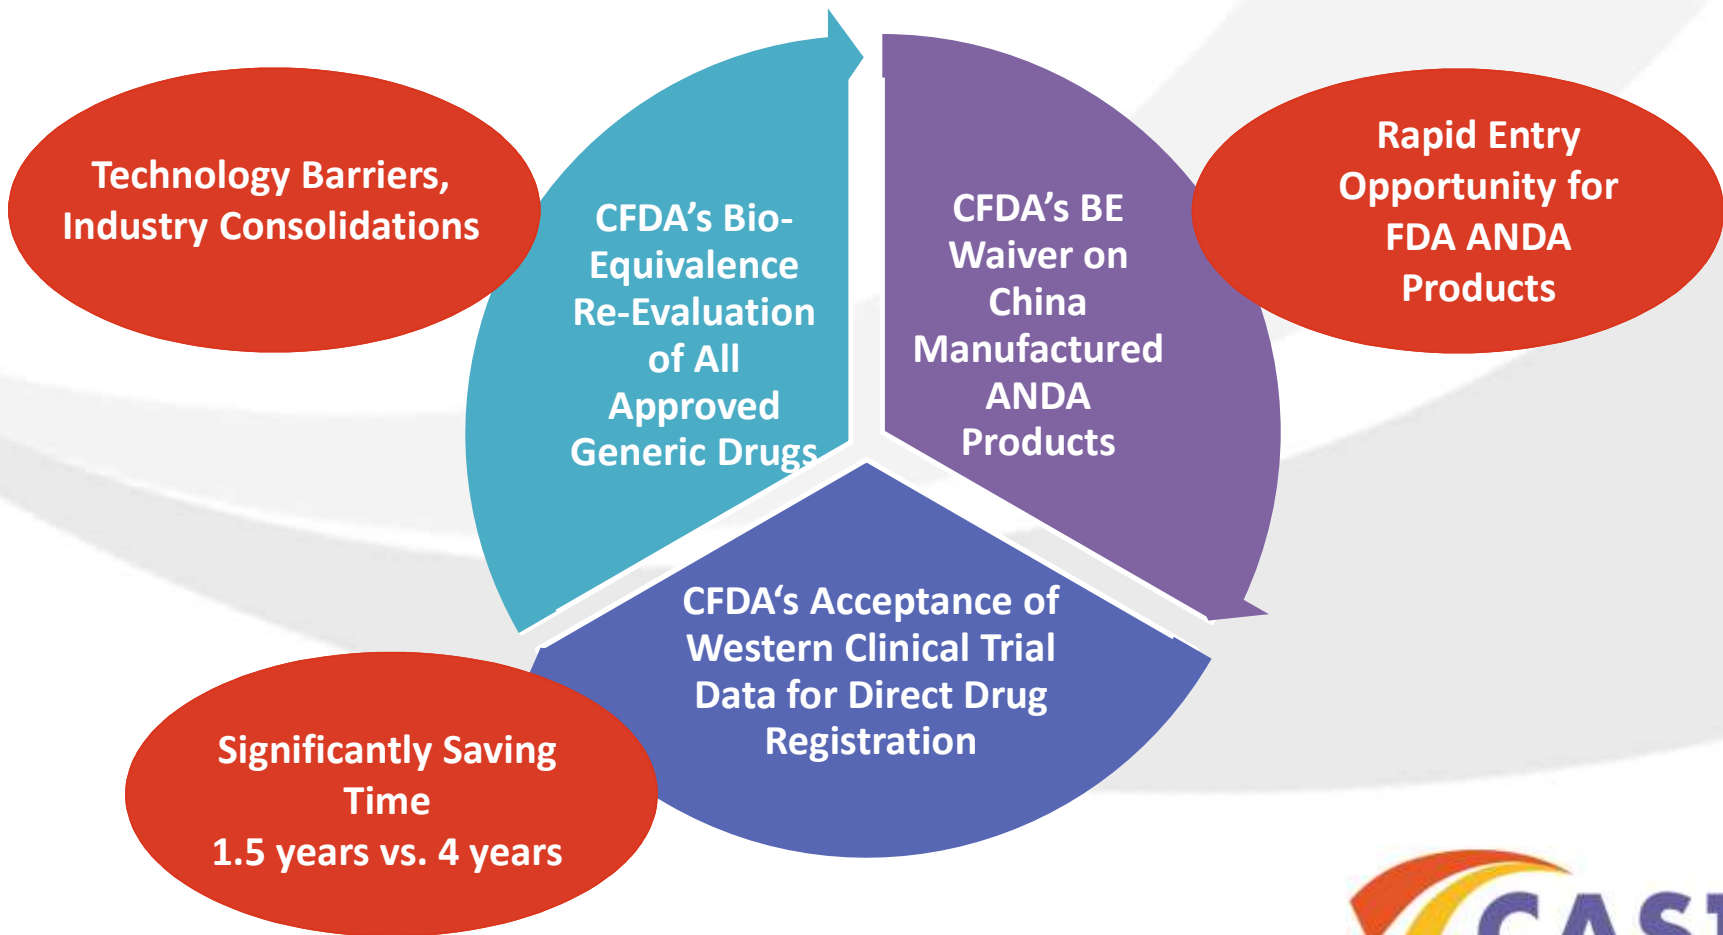 Technology Barriers,
Industry Consolidations
CFDA’s Bio-
Equivalence
Re-Evaluation
of All
Approved
Generic Drugs
CFDA’s BE
Waiver on
China
Manufactured
ANDA
Products
Rapid Entry
Opportunity for
FDA ANDA
Products
CFDA‘s Acceptance of
Western Clinical Trial
Data for Direct Drug
Registration
Significantly Saving
Time
1.5 years vs. 4 years